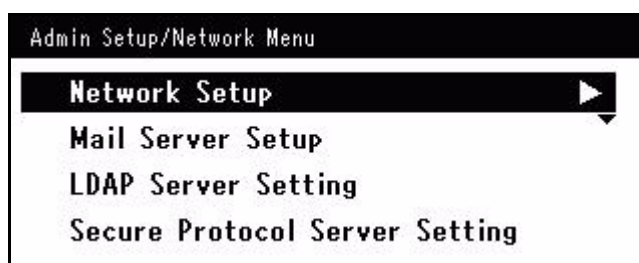 Admin Setup/Network Menu
Network Setup
Mail Server Setup
LDAP Server Setting
Secure Protocol Server Setting